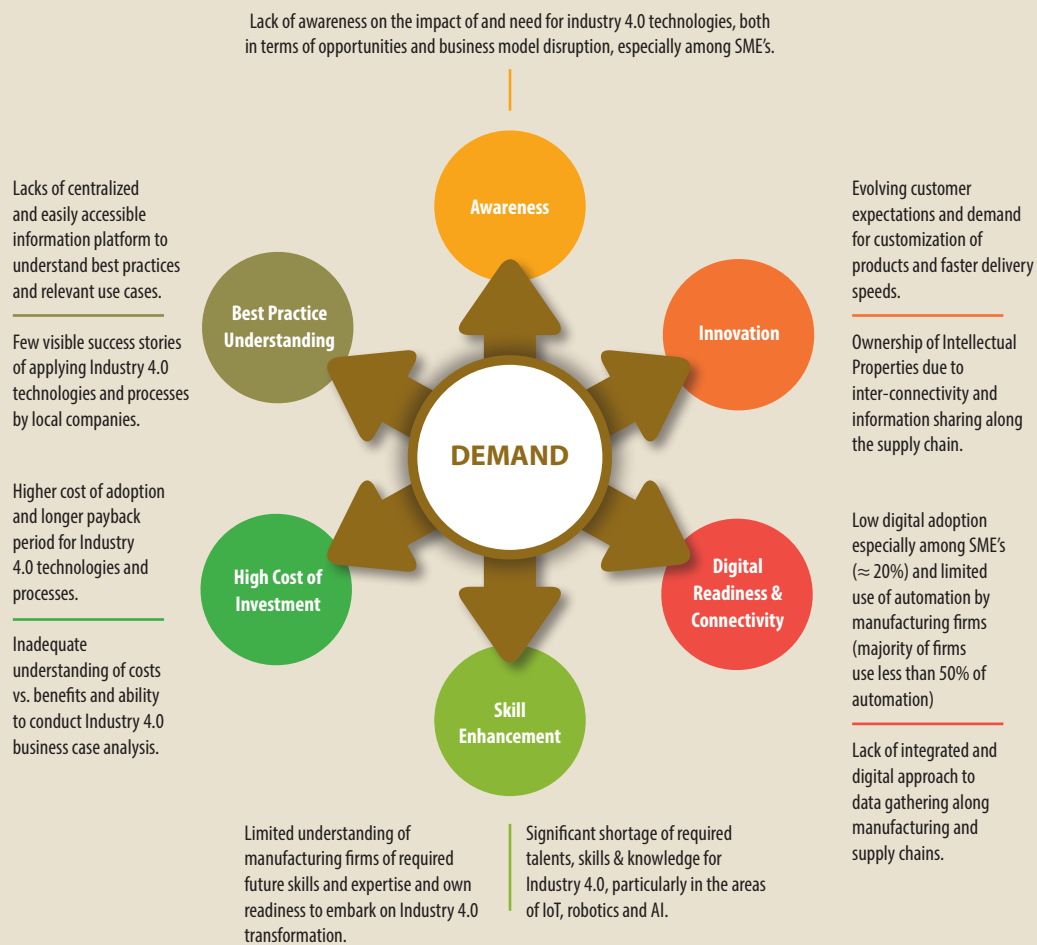 Lack of awareness on the impact of and need for industry 4.0 technologies, both
in terms of opportunities and business model disruption, especially among SME's.
Awareness
Lacks of centralized
and easily accessible
information platform to
understand best practices
and relevant use cases.
Few visible success stories
of applying Industry 4.0
technologies and processes
by local companies.
Best Practice
Understanding
Innovation
Evolving customer
expectations and demand
for customization of
products and faster delivery
speeds.
Ownership of Intellectual
Properties due to
inter-connectivity and
information sharing along
the supply chain.
DEMAND
Higher cost of adoption
and longer payback
period for Industry
4.0 technologies and
processes.
Inadequate
understanding of costs
vs. benefits and ability
to conduct Industry 4.0
business case analysis.
High Cost of
Investment
Digital
Readiness &
Connectivity
Low digital adoption
especially among SME's
(≈ 20%) and limited
use of automation by
manufacturing firms
(majority of firms
use less than 50% of
automation)
Lack of integrated and
digital approach to
data gathering along
manufacturing and
supply chains.
Skill
Enhancement
Limited understanding of
manufacturing firms of required
future skills and expertise and own
readiness to embark on Industry 4.0
transformation.
Significant shortage of required
talents, skills & knowledge for
Industry 4.0, particularly in the areas
of IoT, robotics and AI.